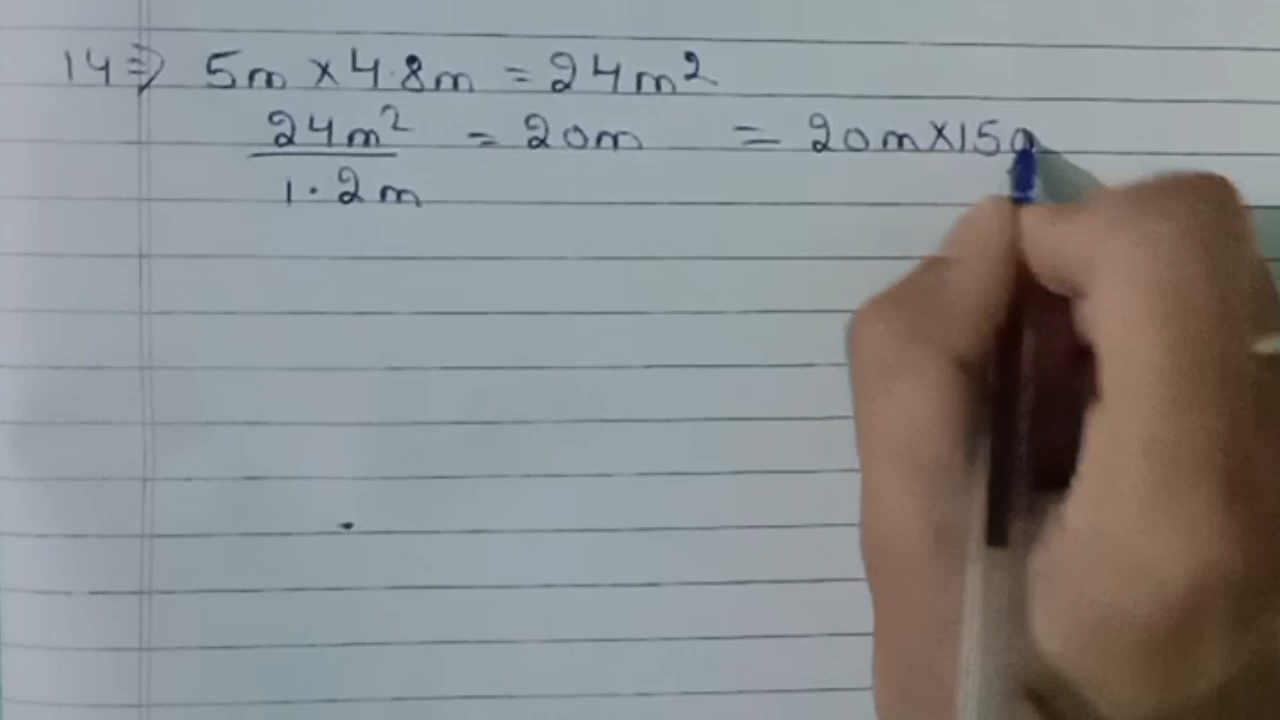 14⇒ 5m×4.8m = 24m²
24m² = 20m = 20m×150
1.2m